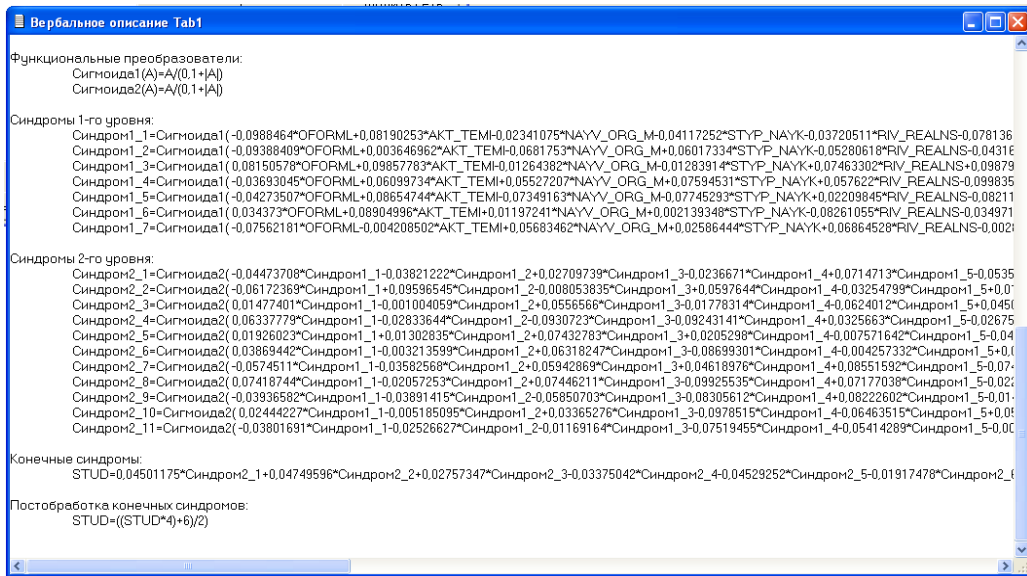 Вербальное описание Tab1
Функциональные преобразователи:
Сигмоида1(A)=A/(0,1+|A|)
Сигмоида2(A)=A/(0,1+|A|)
Синдромы 1-го уровня:
Синдром1_1=Сигмоида1(-0,0988464*OFORML+0,08190253*AKT_TEMI-0,02341075*NAYV_ORG_M-0,04117252*STYP_NAYK-0,03720511*RIV_REALNS-0,078136
Синдром1_2=Сигмоида1(-0,09388409*OFORML+0,003646962*AKT_TEMI-0,0681753*NAYV_ORG_M+0,06017334*STYP_NAYK-0,05280618*RIV_REALNS-0,04316
Синдром1_3=Сигмоида1( 0,08150578*OFORML+0,09857783*AKT_TEMI-0,01264382*NAYV_ORG_M-0,01283914*STYP_NAYK+0,07463302*RIV_REALNS+0,09879
Синдром1_4=Сигмоида1(-0,03693045*OFORML+0,06099734*AKT_TEMI+0,05527207*NAYV_ORG_M+0,07594531*STYP_NAYK+0,057622*RIV_REALNS-0,099835
Синдром1_5=Сигмоида1(-0,04273507*OFORML+0,08654744*AKT_TEMI-0,07349163*NAYV_ORG_M-0,07745293*STYP_NAYK+0,02209845*RIV_REALNS-0,08211
Синдром1_6=Сигмоида1( 0,034373*OFORML+0,08904996*AKT_TEMI+0,01197241*NAYV_ORG_M+0,002139348*STYP_NAYK-0,08261055*RIV_REALNS-0,034971
Синдром1_7=Сигмоида1(-0,07562181*OFORML-0,004208502*AKT_TEMI+0,05683462*NAYV_ORG_M+0,02586444*STYP_NAYK+0,06864528*RIV_REALNS-0,002
Синдромы 2-го уровня:
Синдром2_1=Сигмоида2(-0,04473708*Синдром1_1-0,03821222*Синдром1_2+0,02709739*Синдром1_3-0,0236671*Синдром1_4+0,0714713*Синдром1_5-0,0535
Синдром2_2=Сигмоида2(-0,06172369*Синдром1_1+0,09596545*Синдром1_2-0,008053835*Синдром1_3+0,0597644*Синдром1_4-0,03254799*Синдром1_5+0,0
Синдром2_3=Сигмоида2( 0,01477401*Синдром1_1-0,001004059*Синдром1_2+0,0556566*Синдром1_3-0,01778314*Синдром1_4-0,0624012*Синдром1_5+0,045
Синдром2_4=Сигмоида2( 0,06337779*Синдром1_1-0,02833644*Синдром1_2-0,0930723*Синдром1_3-0,09243141*Синдром1_4+0,0325663*Синдром1_5-0,02675
Синдром2_5=Сигмоида2( 0,01926023*Синдром1_1+0,01302835*Синдром1_2+0,07432783*Синдром1_3+0,0205298*Синдром1_4-0,007571642*Синдром1_5-0,04
Синдром2_6=Сигмоида2( 0,03869442*Синдром1_1-0,003213599*Синдром1_2+0,06318247*Синдром1_3-0,08699301*Синдром1_4-0,004257332*Синдром1_5+0,
Синдром2_7=Сигмоида2(-0,0574511*Синдром1_1-0,03582568*Синдром1_2+0,05942869*Синдром1_3+0,04618976*Синдром1_4+0,08551592*Синдром1_5-0,07
Синдром2_8=Сигмоида2( 0,07418744*Синдром1_1-0,02057253*Синдром1_2+0,07446211*Синдром1_3-0,09925535*Синдром1_4+0,07177038*Синдром1_5-0,02
Синдром2_9=Сигмоида2(-0,03936582*Синдром1_1-0,03891415*Синдром1_2-0,05850703*Синдром1_3-0,08305612*Синдром1_4+0,08222602*Синдром1_5-0,01
Синдром2_10=Сигмоида2( 0,02444227*Синдром1_1-0,005185095*Синдром1_2+0,03365276*Синдром1_3-0,0978515*Синдром1_4-0,06463515*Синдром1_5+0,05
Синдром2_11=Сигмоида2(-0,03801691*Синдром1_1-0,02526627*Синдром1_2-0,01169164*Синдром1_3-0,07519455*Синдром1_4-0,05414289*Синдром1_5-0,00
Конечные синдромы:
STUD=0,04501175*Синдром2_1+0,04749596*Синдром2_2+0,02757347*Синдром2_3-0,03375042*Синдром2_4-0,04529252*Синдром2_5-0,01917478*Синдром2_6
Постобработка конечных синдромов:
STUD=((STUD*4)+6)/2)